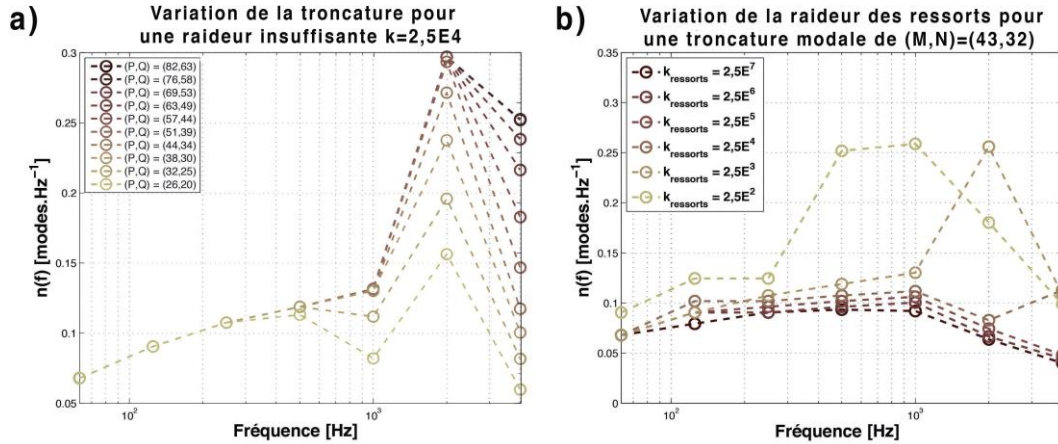 a)
Variation de la troncature pour
une raideur insuffisante k=2,5E4
0.3
0.25
0.2
0.15
0.1
0.05
n(f) [modes.Hz⁻¹]
(P,Q) = (82,63)
(P,Q) = (76,58)
(P,Q) = (69,53)
(P,Q) = (63,49)
(P,Q) = (57,44)
(P,Q) = (51,39)
(P,Q) = (44,34)
(P,Q) = (38,30)
(P,Q) = (32,25)
(P,Q) = (26,20)
10²
10³
Fréquence [Hz]
b)
Variation de la raideur des ressorts pour
une troncature modale de (M,N)=(43,32)
0.35
0.3
0.25
0.2
0.15
0.1
0.05
0
n(f) [modes.Hz⁻¹]
k ressorts = 2,5E⁷
k ressorts = 2,5E⁶
k ressorts = 2,5E⁵
k ressorts = 2,5E⁴
k ressorts = 2,5E³
k ressorts = 2,5E²
10²
10³
Fréquence [Hz]